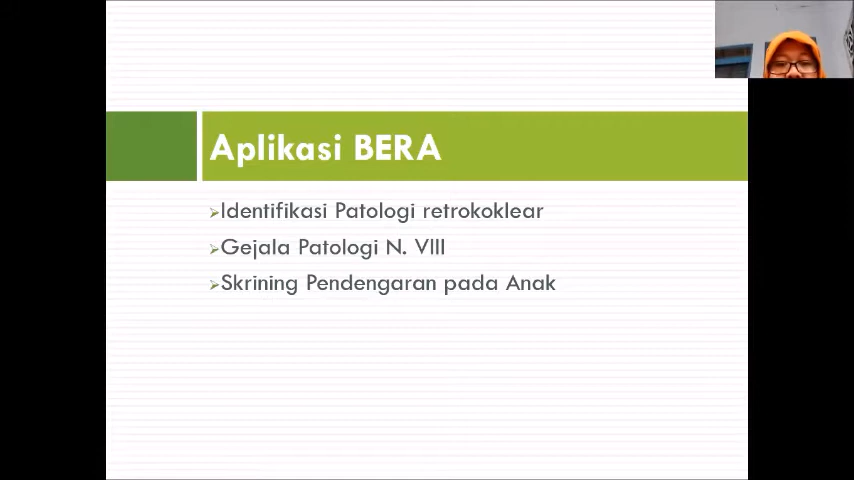 Aplikasi BERA
Identifikasi Patologi retrokoklear
Gejala Patologi N. VIII
Skrining Pendengaran pada Anak